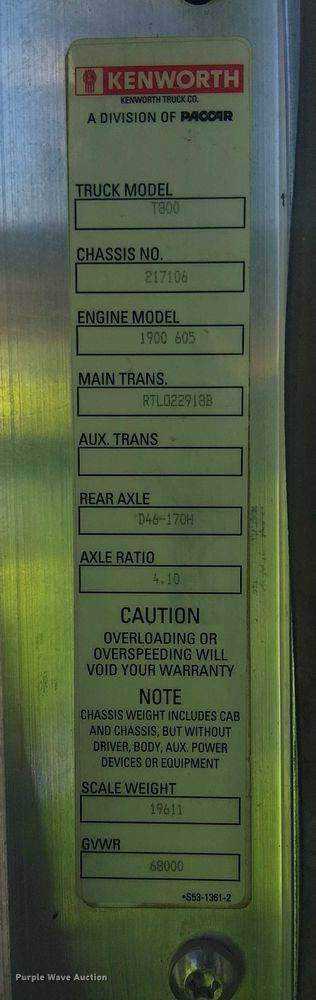 KENWORTH
KENWORTH TRUCK CO.
A DIVISION OF PACCAR
TRUCK MODEL
T800
CHASSIS NO.
217106
ENGINE MODEL
1900 605
MAIN TRANS.
RTLO22918B
AUX. TRANS
REAR AXLE
D46-170H
AXLE RATIO
4.10
CAUTION
OVERLOADING OR
OVERSPEEDING WILL
VOID YOUR WARRANTY
NOTE
CHASSIS WEIGHT INCLUDES CAB
AND CHASSIS, BUT WITHOUT
DRIVER, BODY, AUX. POWER
DEVICES OR EQUIPMENT
SCALE WEIGHT
19611
GVWR
68000
•S53-1361-2
Purple Wave Auction